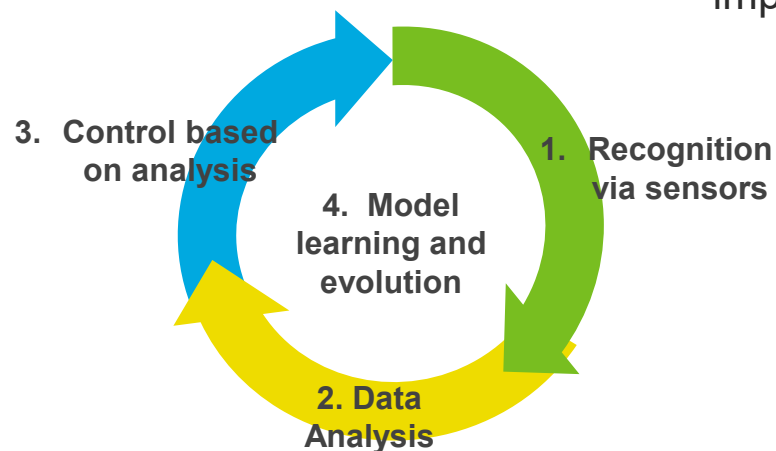 3. Control based
on analysis
1. Recognition
via sensors
4. Model
learning and
evolution
2. Data
Analysis